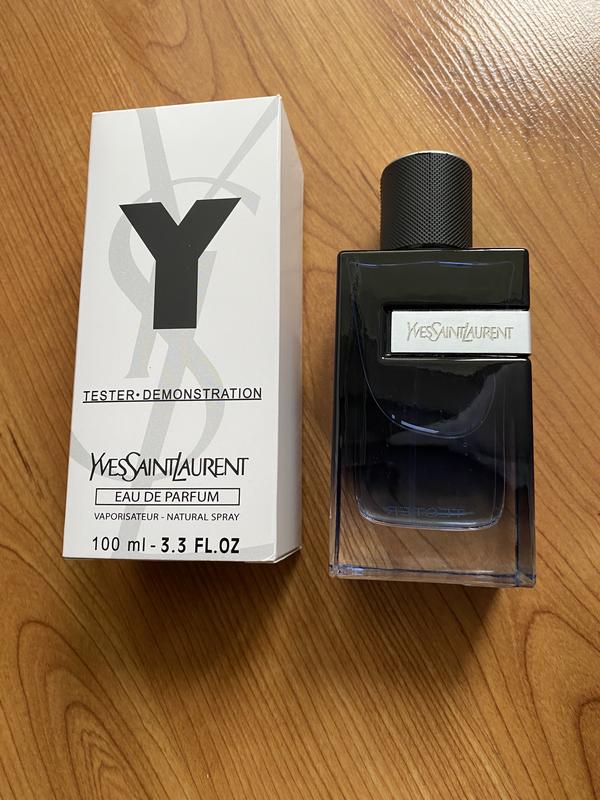 Y
TESTER•DEMONSTRATION
YVESSAINTLAURENT
EAU DE PARFUM
VAPORISATEUR - NATURAL SPRAY
100 ml - 3.3 FL.OZ
YVESSAINTLAURENT